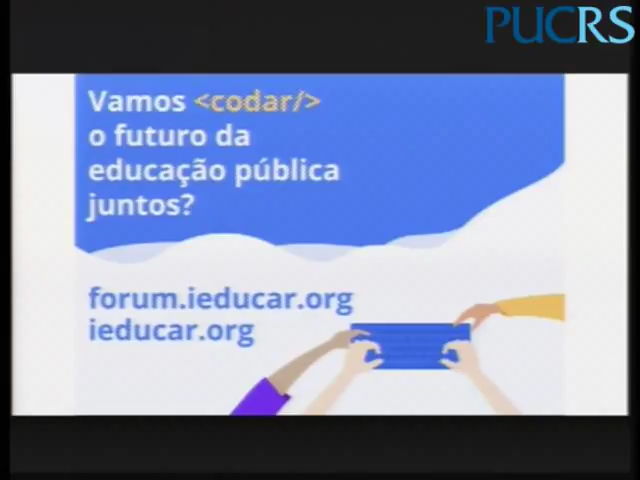 PUCRS
Vamos <codar/>
o futuro da
educação pública
juntos?
forum.ieducar.org
ieducar.org